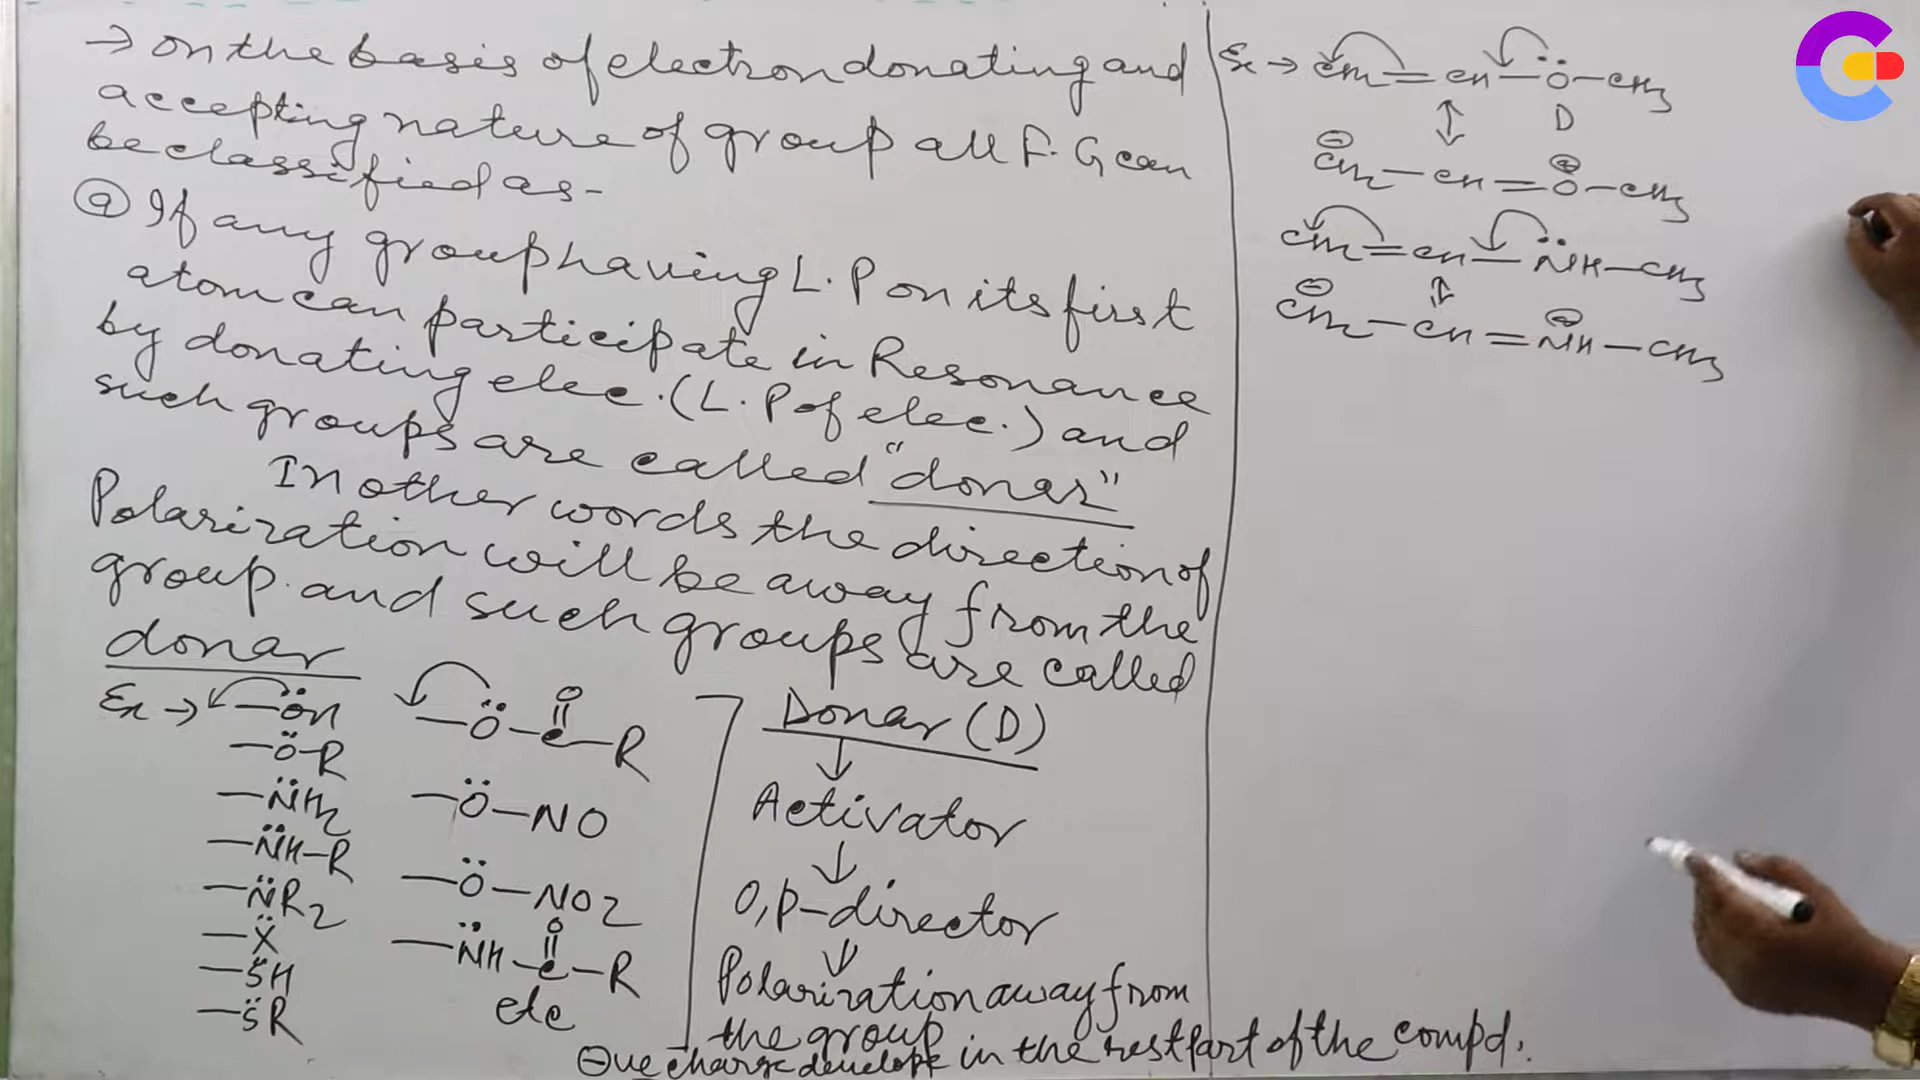 → on the basis of electron donating and
accepting nature of group all F.G can
be classified as-
(a) If any group having L.P on its first
atom can participate in Resonance
by donating elec.(L.P of elec.) and
such groups are called "donar"
In other words the direction of
Polarization will be away from the
group. and such groups are called
donar
Ex → —ÖH
—Ö—R
—N̈H2
—N̈H—R
—N̈R2
—Ẍ
—S̈H
—S̈R
—Ö—C—R
O
—Ö—NO
—Ö—NO2
—N̈H—C—R
O
etc
Donar (D)
↓
Activator
↓
O,P-director
↓
Polarization away from
the group
⊖ve charge develope in the rest part of the compd.
Ex → CH2=CH—Ö—CH3
D
↕
⊖
CH2—CH=O—CH3
⊕
CH2=CH—N̈H—CH3
↕
⊖
CH2—CH=NH—CH3
⊕